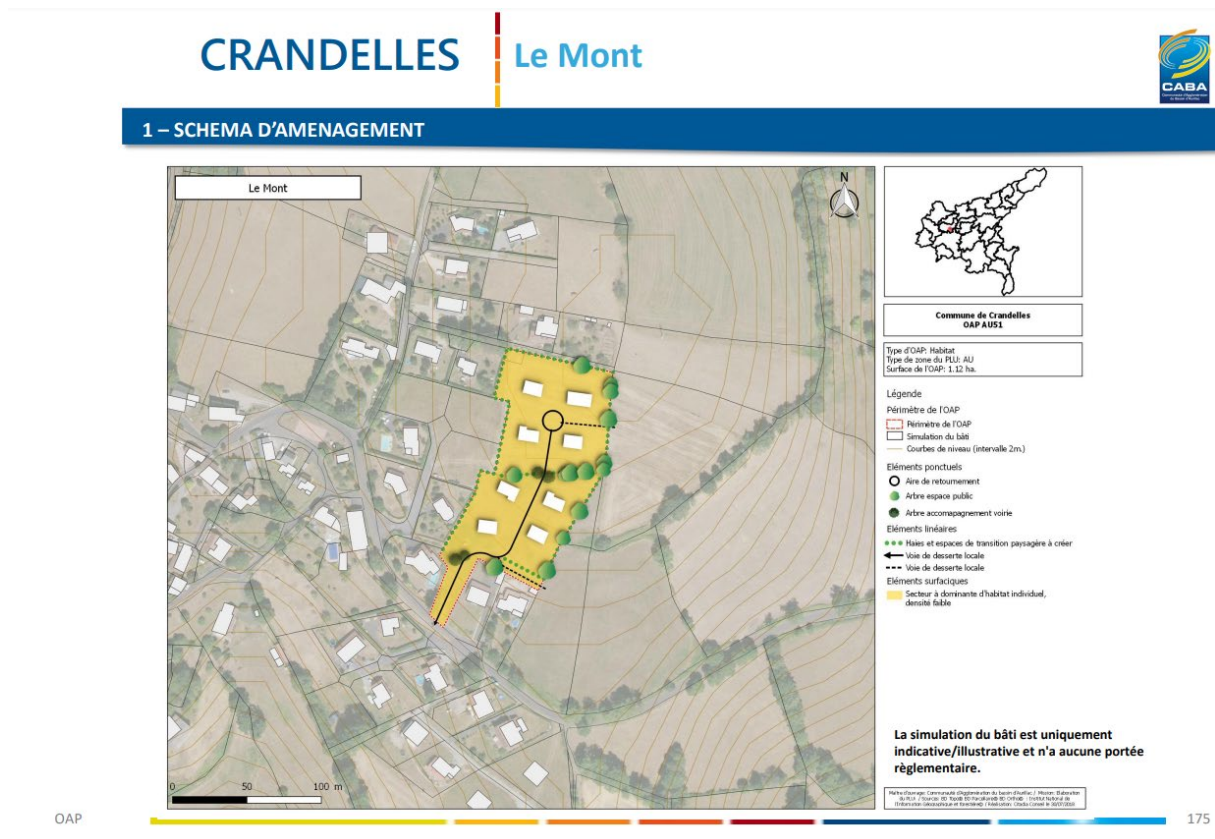 CRANDELLES
Le Mont
CABA
1 – SCHEMA D’AMENAGEMENT
Le Mont
N
Commune de Crandelles
OAP AU51
Type d'OAP: Habitat
Type de zone du PLU: AU
Surface de l'OAP: 1.12 ha.
Légende
Périmètre de l'OAP
Périmètre de l'OAP
Simulation du bâti
Courbes de niveau (intervalle 2m.)
Eléments ponctuels
Aire de retournement
Arbre espace public
Arbre accomapagnement voirie
Eléments linéaires
Haies et espaces de transition paysagère à créer
Voie de desserte locale
Voie de desserte locale
Eléments surfaciques
Secteur à dominante d'habitat individuel,
densité faible
La simulation du bâti est uniquement
indicative/illustrative et n'a aucune portée
règlementaire.
0 50 100 m
OAP
175